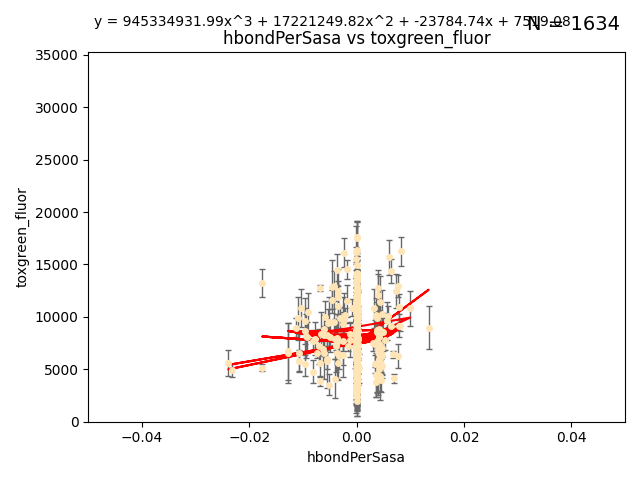 y = 945334931.99x^3 + 17221249.82x^2 + -23784.74x + 7519.08
N = 1634
hbondPerSasa vs toxgreen_fluor
35000
30000
25000
20000
15000
10000
5000
0
toxgreen_fluor
−0.04 −0.02 0.00 0.02 0.04
hbondPerSasa